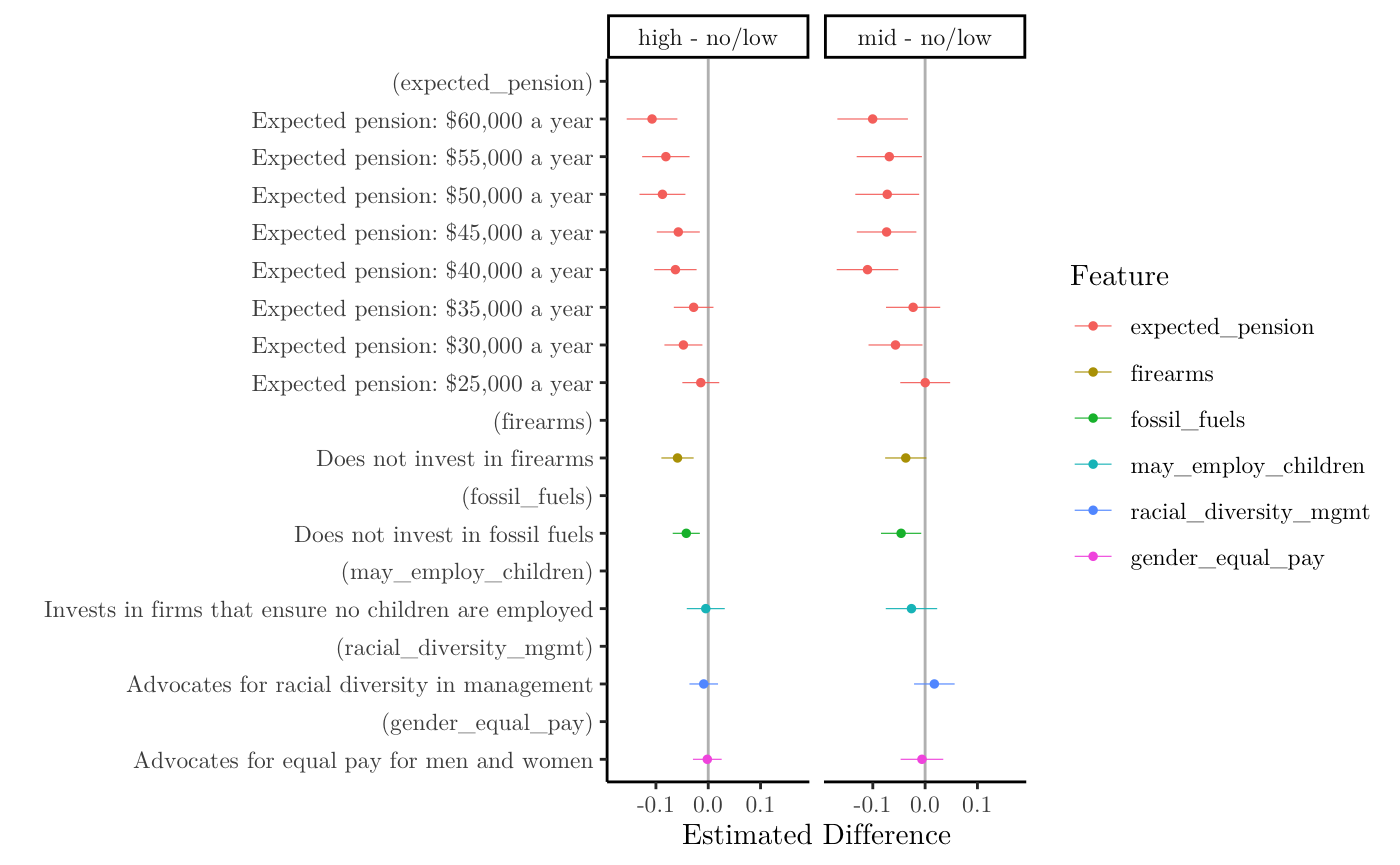 high - no/low
mid - no/low
(expected_pension)
Expected pension: $60,000 a year
Expected pension: $55,000 a year
Expected pension: $50,000 a year
Expected pension: $45,000 a year
Expected pension: $40,000 a year
Expected pension: $35,000 a year
Expected pension: $30,000 a year
Expected pension: $25,000 a year
(firearms)
Does not invest in firearms
(fossil_fuels)
Does not invest in fossil fuels
(may_employ_children)
Invests in firms that ensure no children are employed
(racial_diversity_mgmt)
Advocates for racial diversity in management
(gender_equal_pay)
Advocates for equal pay for men and women
-0.1 0.0 0.1
-0.1 0.0 0.1
Estimated Difference
Feature
expected_pension
firearms
fossil_fuels
may_employ_children
racial_diversity_mgmt
gender_equal_pay